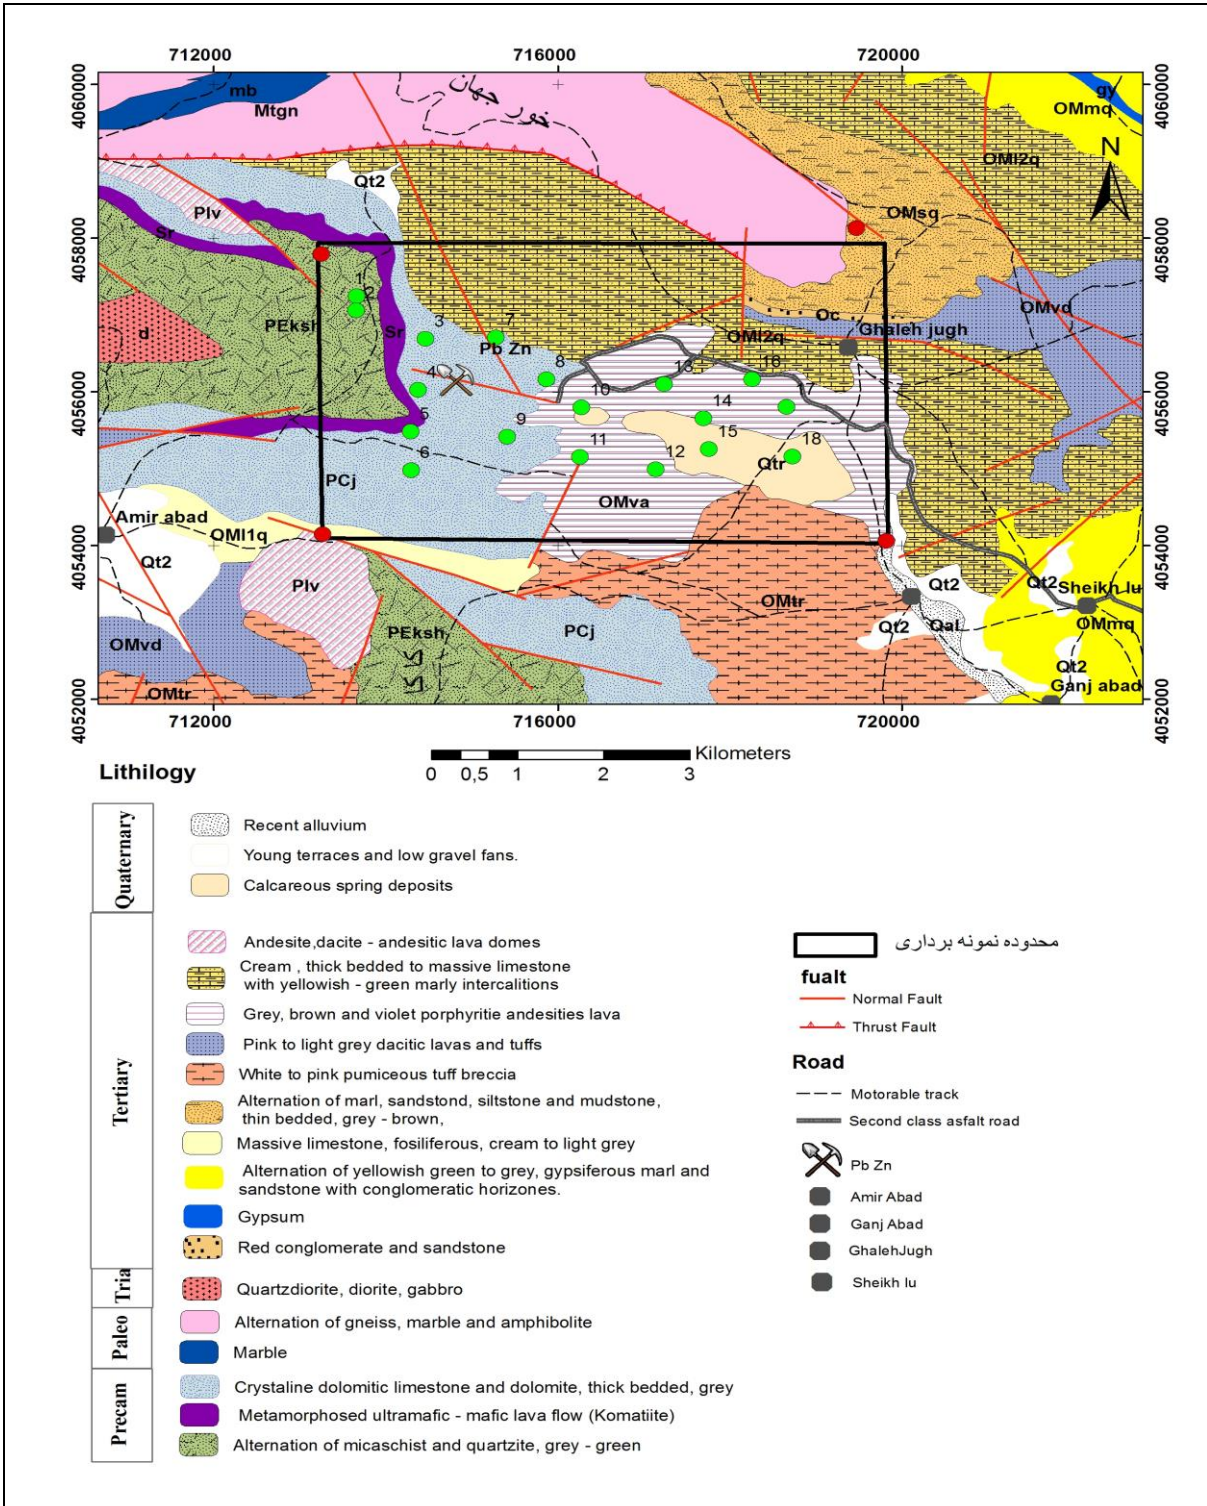 712000
716000
720000
4060000
4060000
mb
Mtgn
خور جهان
gy
OMmq
OMl2q
N
Qt2
Plv
OMsq
Sr
4058000
4058000
1
2
PEksh
Sr
3
7
Pb Zn
d
Oc
OMvd
OMl2q
Ghaleh jugh
4056000
4056000
4
8
13
16
10
17
5
9
14
6
11
12
15
18
Qtr
PCj
OMva
Amir abad
OMl1q
4054000
4054000
Qt2
Plv
OMtr
Qt2
Qt2
Sheikh lu
PEksh
PCj
Qt2
Qal
OMmq
OMvd
Qt2
OMtr
Ganj abad
4052000
4052000
712000
716000
720000
Kilometers
0 0,5 1 2 3
Lithilogy
Quaternary
Recent alluvium
Young terraces and low gravel fans.
Calcareous spring deposits
Tertiary
Andesite,dacite - andesitic lava domes
Cream , thick bedded to massive limestone
with yellowish - green marly intercalitions
Grey, brown and violet porphyritie andesities lava
Pink to light grey dacitic lavas and tuffs
White to pink pumiceous tuff breccia
Alternation of marl, sandstond, siltstone and mudstone,
thin bedded, grey - brown,
Massive limestone, fosiliferous, cream to light grey
Alternation of yellowish green to grey, gypsiferous marl and
sandstone with conglomeratic horizones.
Gypsum
Red conglomerate and sandstone
Tria
Quartzdiorite, diorite, gabbro
Paleo
Alternation of gneiss, marble and amphibolite
Marble
Precam
Crystaline dolomitic limestone and dolomite, thick bedded, grey
Metamorphosed ultramafic - mafic lava flow (Komatiite)
Alternation of micaschist and quartzite, grey - green
محدوده نمونه برداری
fualt
Normal Fault
Thrust Fault
Road
Motorable track
Second class asfalt road
Pb Zn
Amir Abad
Ganj Abad
GhalehJugh
Sheikh lu